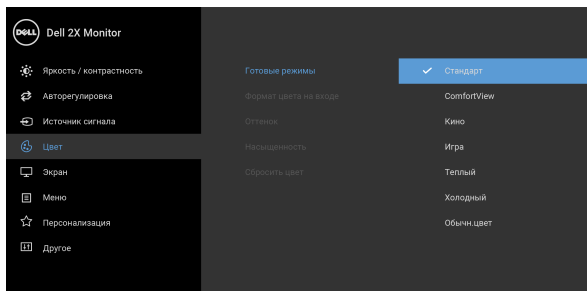 DELL Dell 2X Monitor
Яркость / контрастность
Авторегулировка
Источник сигнала
Цвет
Экран
Меню
Персонализация
Другое
Готовые режимы
Формат цвета на входе
Оттенок
Насыщенность
Сбросить цвет
Стандарт
ComfortView
Кино
Игра
Теплый
Холодный
Обычн.цвет